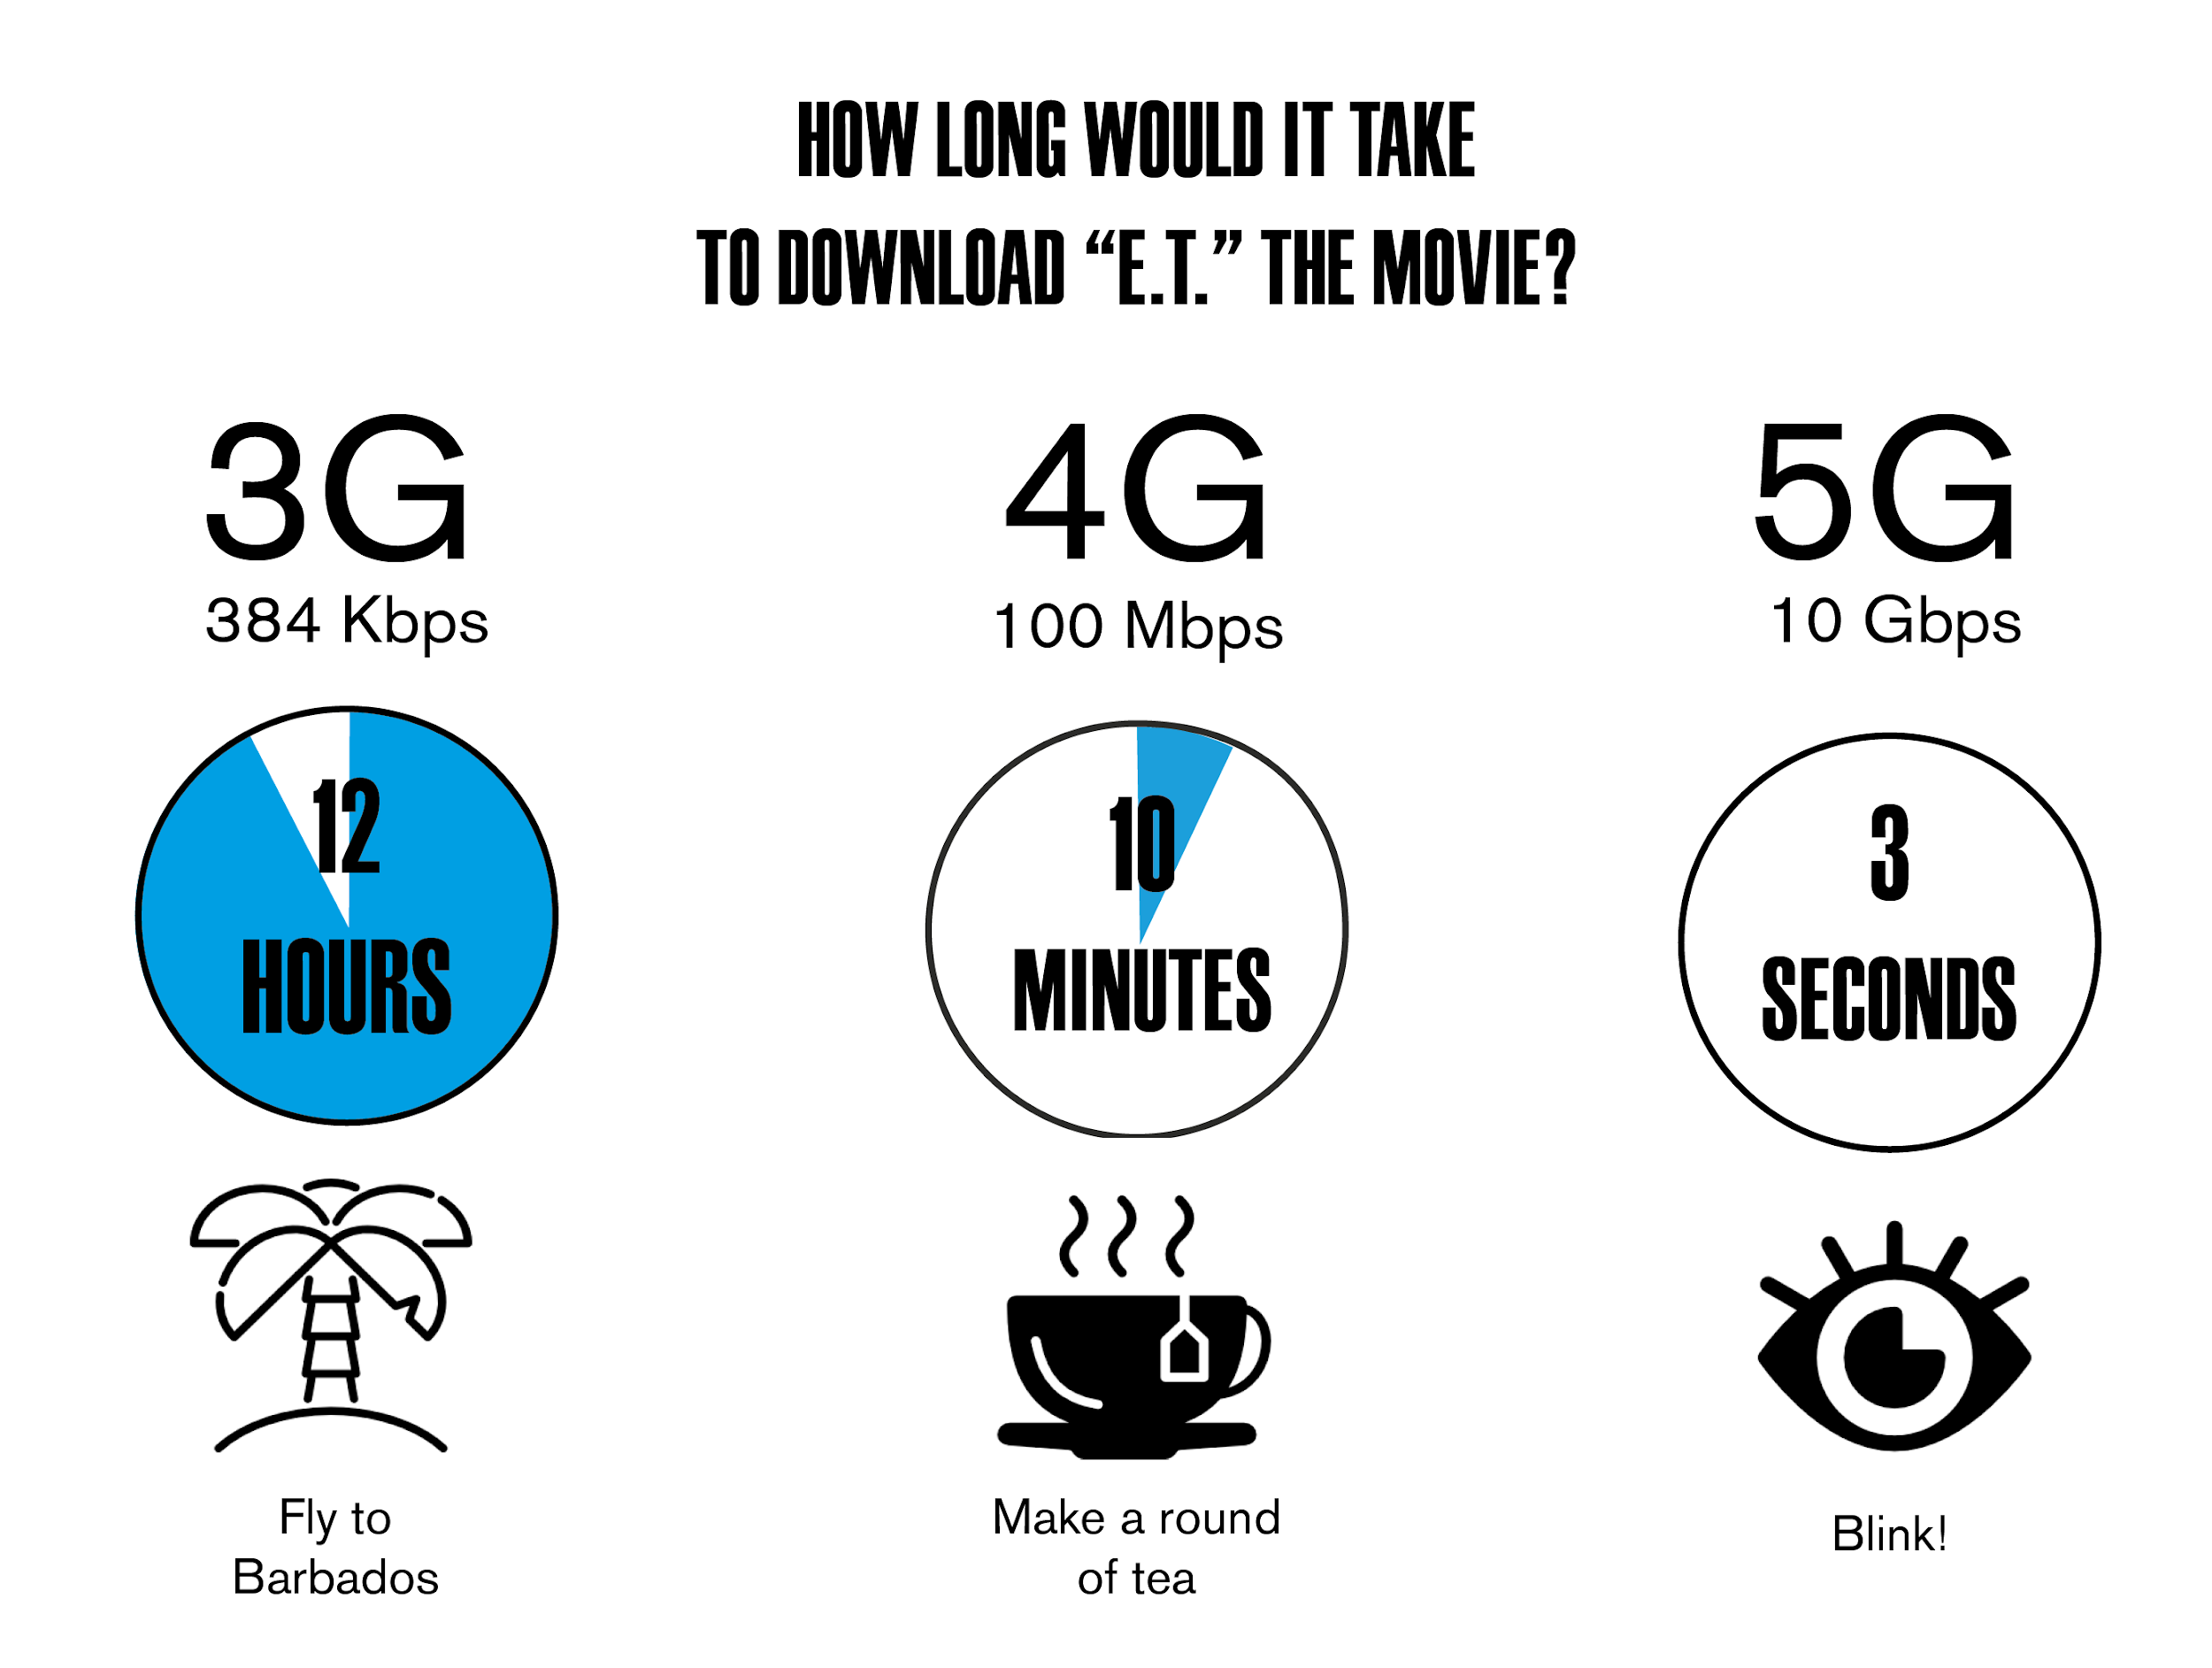 HOW LONG WOULD IT TAKE
TO DOWNLOAD “E.T.” THE MOVIE?
3G
384 Kbps
12
HOURS
Fly to
Barbados
4G
100 Mbps
10
MINUTES
Make a round
of tea
5G
10 Gbps
3
SECONDS
Blink!